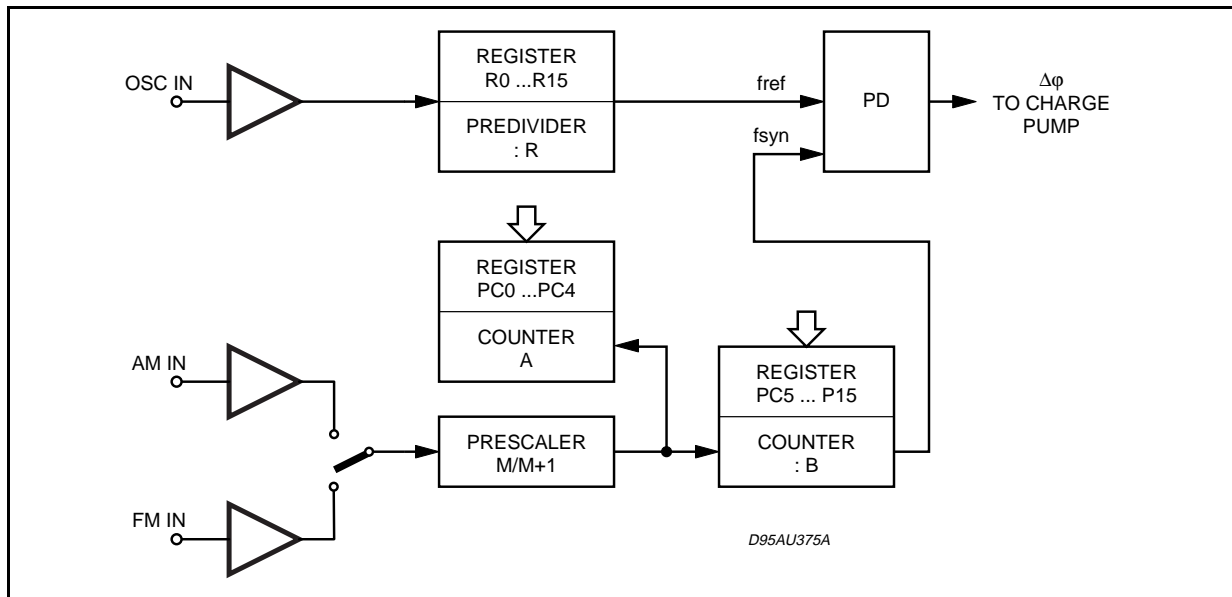 OSC IN
REGISTER
R0 ...R15
PREDIVIDER
: R
fref
fsyn
PD
Δφ
TO CHARGE
PUMP
REGISTER
PC0 ...PC4
COUNTER
A
AM IN
FM IN
PRESCALER
M/M+1
REGISTER
PC5 ... P15
COUNTER
: B
D95AU375A